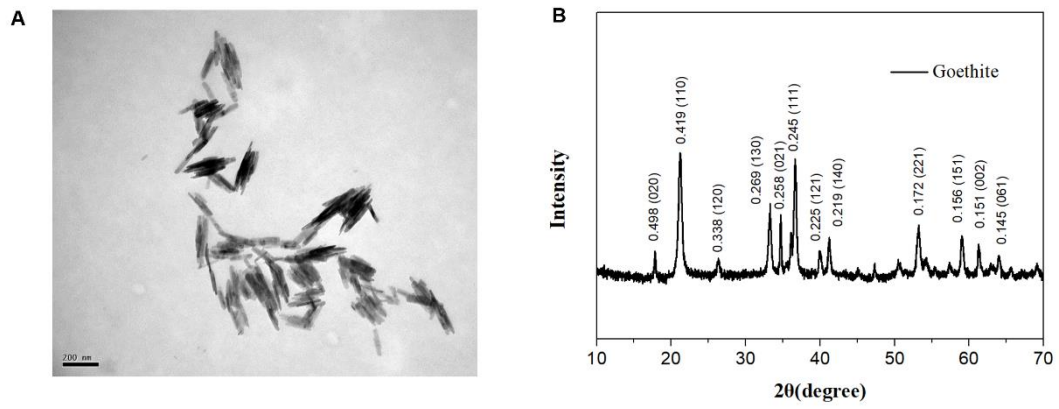 A
200 nm
B
Goethite
0.498 (020)
0.419 (110)
0.338 (120)
0.269 (130)
0.258 (021)
0.245 (111)
0.225 (121)
0.219 (140)
0.172 (221)
0.156 (151)
0.151 (002)
0.145 (061)
Intensity
10 20 30 40 50 60 70
2θ(degree)